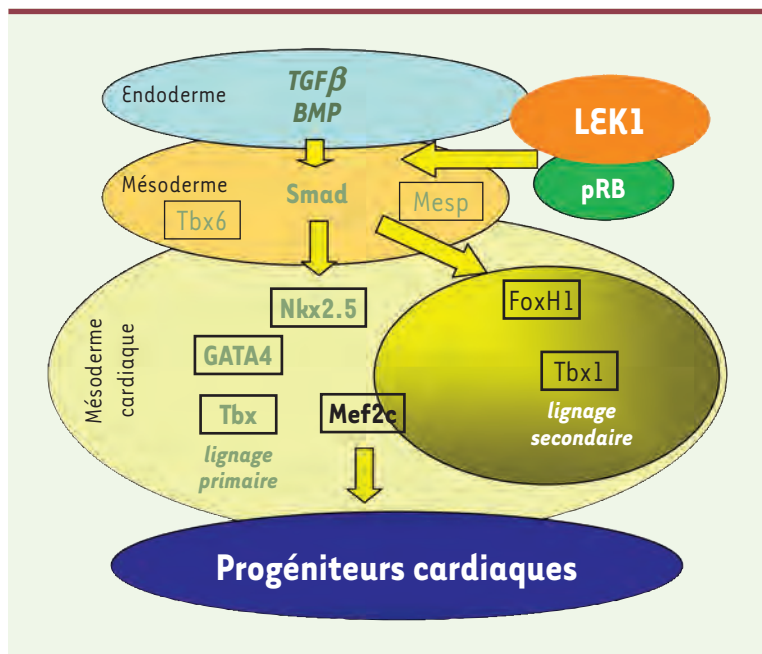 Endoderme
TGFβ
BMP
LEK1
pRB
Mésoderme
Smad
Mesp
Tbx6
Mésoderme
cardiaque
Nkx2.5
FoxH1
GATA4
Tbx1
Tbx
Mef2c
lignage
secondaire
lignage
primaire
Progéniteurs cardiaques